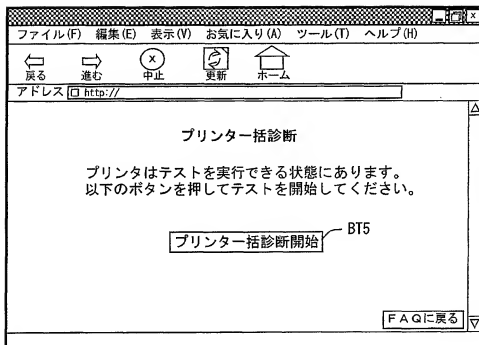 ファイル(F) 編集(E) 表示(V) お気に入り(A) ツール(T) ヘルプ(H)
戻る 進む 中止 更新 ホーム
アドレス http://
プリンター括診断
プリンタはテストを実行できる状態にあります。
以下のボタンを押してテストを開始してください。
プリンター括診断開始
BT5
FAQに戻る